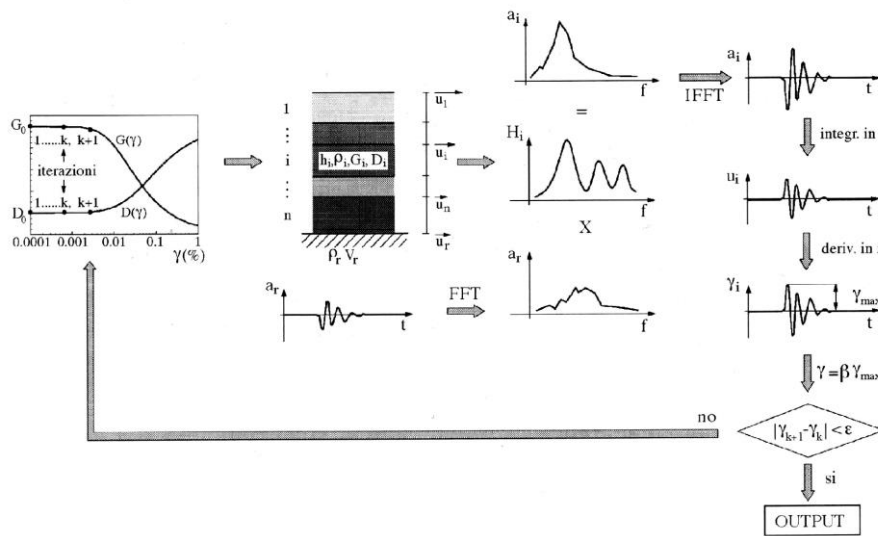 G₀
1.....k, k+1
G(γ)
iterazioni
1.....k, k+1
D₀
D(γ)
0.0001 0.001 0.01 0.1 1
γ(%)
1
i
hᵢ,ρᵢ,Gᵢ,Dᵢ
n
ρᵣ Vᵣ
u₁
uᵢ
uₙ
uᵣ
aᵣ
t
FFT
aᵢ
f
=
Hᵢ
f
X
aᵣ
f
IFFT
aᵢ
t
integr. in
uᵢ
t
deriv. in
γᵢ
γmax
t
γ=βγmax
no
|γk+1-γk|<ε
si
OUTPUT